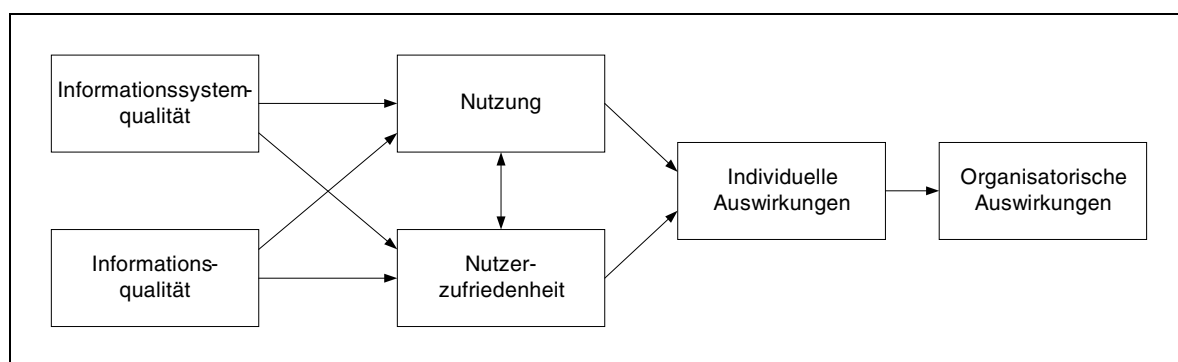 Informationssystem-
qualität
Nutzung
Individuelle
Auswirkungen
Organisatorische
Auswirkungen
Informations-
qualität
Nutzer-
zufriedenheit